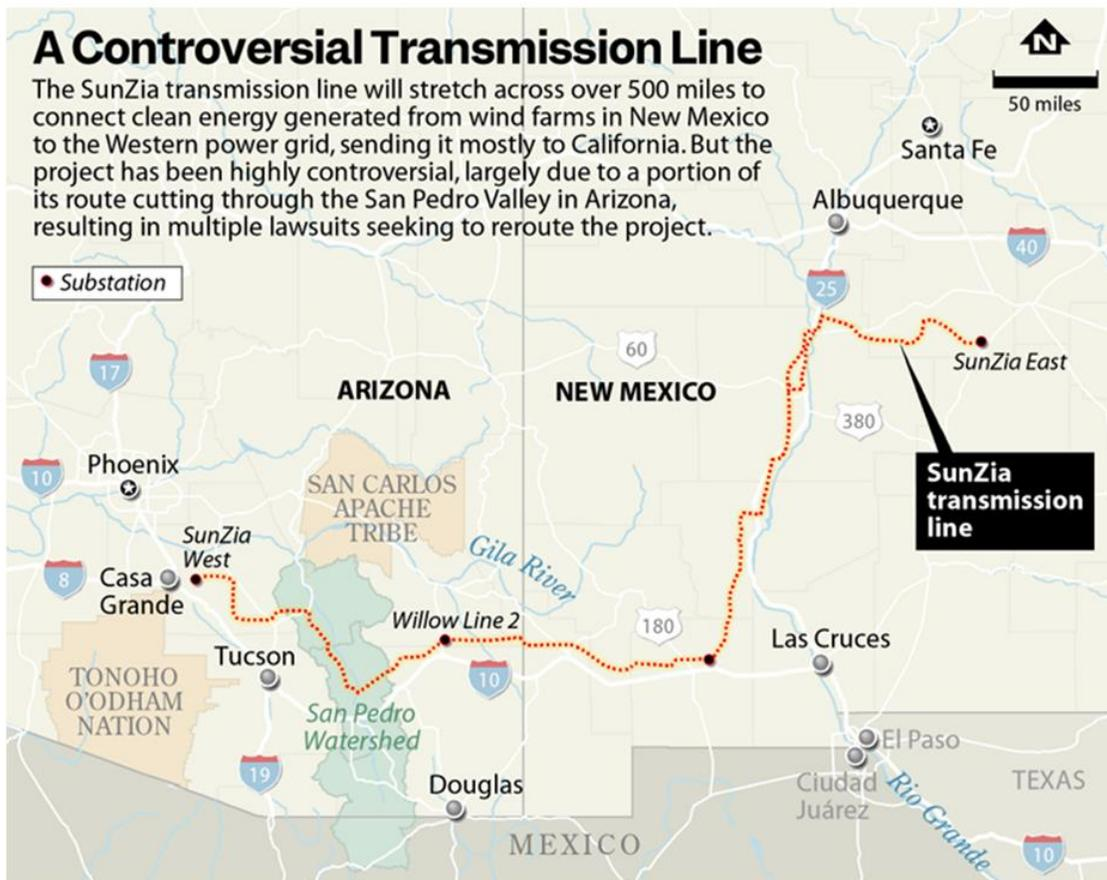 A Controversial Transmission Line
The SunZia transmission line will stretch across over 500 miles to
connect clean energy generated from wind farms in New Mexico
to the Western power grid, sending it mostly to California. But the
project has been highly controversial, largely due to a portion of
its route cutting through the San Pedro Valley in Arizona,
resulting in multiple lawsuits seeking to reroute the project.
N
50 miles
Substation
Santa Fe
Albuquerque
40
25
SunZia East
60
17
ARIZONA
NEW MEXICO
380
SunZia
transmission
line
Phoenix
10
SAN CARLOS
APACHE
TRIBE
SunZia
West
Gila River
8
Casa
Grande
Willow Line 2
180
Las Cruces
Tucson
10
TONOHO
O'ODHAM
NATION
San Pedro
Watershed
19
Douglas
El Paso
Ciudad
Juárez
TEXAS
Rio Grande
MEXICO
10